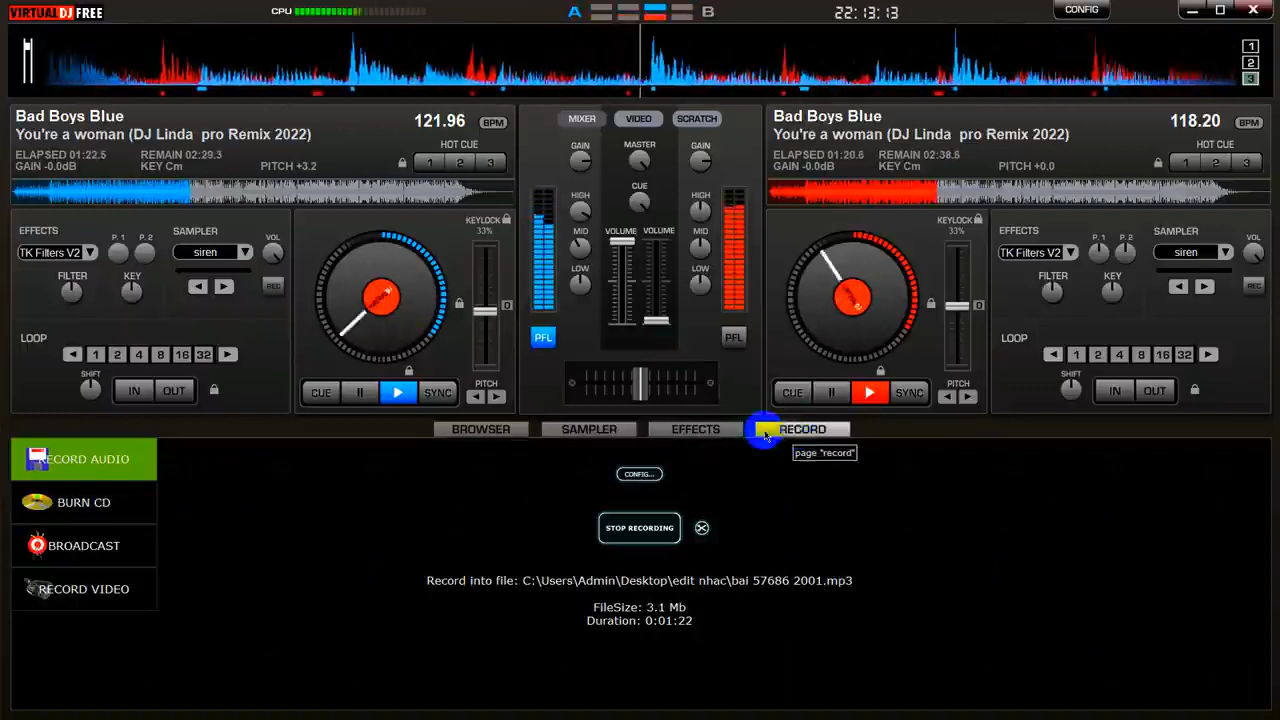 VIRTUALDJ FREE
CPU
A
B
22:13:13
CONFIG
1
2
3
Bad Boys Blue
You're a woman (DJ Linda pro Remix 2022)
121.96 BPM
ELAPSED 01:22.5 REMAIN 02:29.3
GAIN -0.0dB KEY Cm PITCH +3.2
HOT CUE
1 2 3
MIXER VIDEO SCRATCH
GAIN MASTER GAIN
CUE
HIGH HIGH
MID VOLUME VOLUME MID
LOW LOW
PFL PFL
Bad Boys Blue
You're a woman (DJ Linda pro Remix 2022)
118.20 BPM
ELAPSED 01:20.6 REMAIN 02:38.6
GAIN -0.0dB KEY Cm PITCH +0.0
HOT CUE
1 2 3
EFFECTS P. 1 P. 2 SAMPLER VOL
TK Filters V2 siren
FILTER KEY REC
LOOP
1 2 4 8 16 32
SHIFT IN OUT
KEYLOCK
33%
0
CUE SYNC PITCH
KEYLOCK
33%
0
CUE SYNC PITCH
EFFECTS P. 1 P. 2 SAMPLER VOL
TK Filters V2 siren
FILTER KEY REC
LOOP
1 2 4 8 16 32
SHIFT IN OUT
BROWSER SAMPLER EFFECTS RECORD
page "record"
RECORD AUDIO
BURN CD
BROADCAST
RECORD VIDEO
CONFIG...
STOP RECORDING
Record into file: C:\Users\Admin\Desktop\edit nhac\bai 57686 2001.mp3
FileSize: 3.1 Mb
Duration: 0:01:22